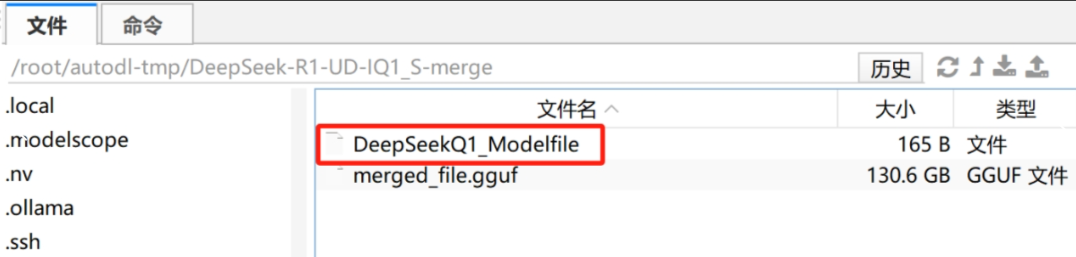 文件 命令
/root/autodl-tmp/DeepSeek-R1-UD-IQ1_S-merge 历史
.local
.modelscope
.nv
.ollama
.ssh
文件名 大小 类型
DeepSeekQ1_Modelfile 165 B 文件
merged_file.gguf 130.6 GB GGUF 文件